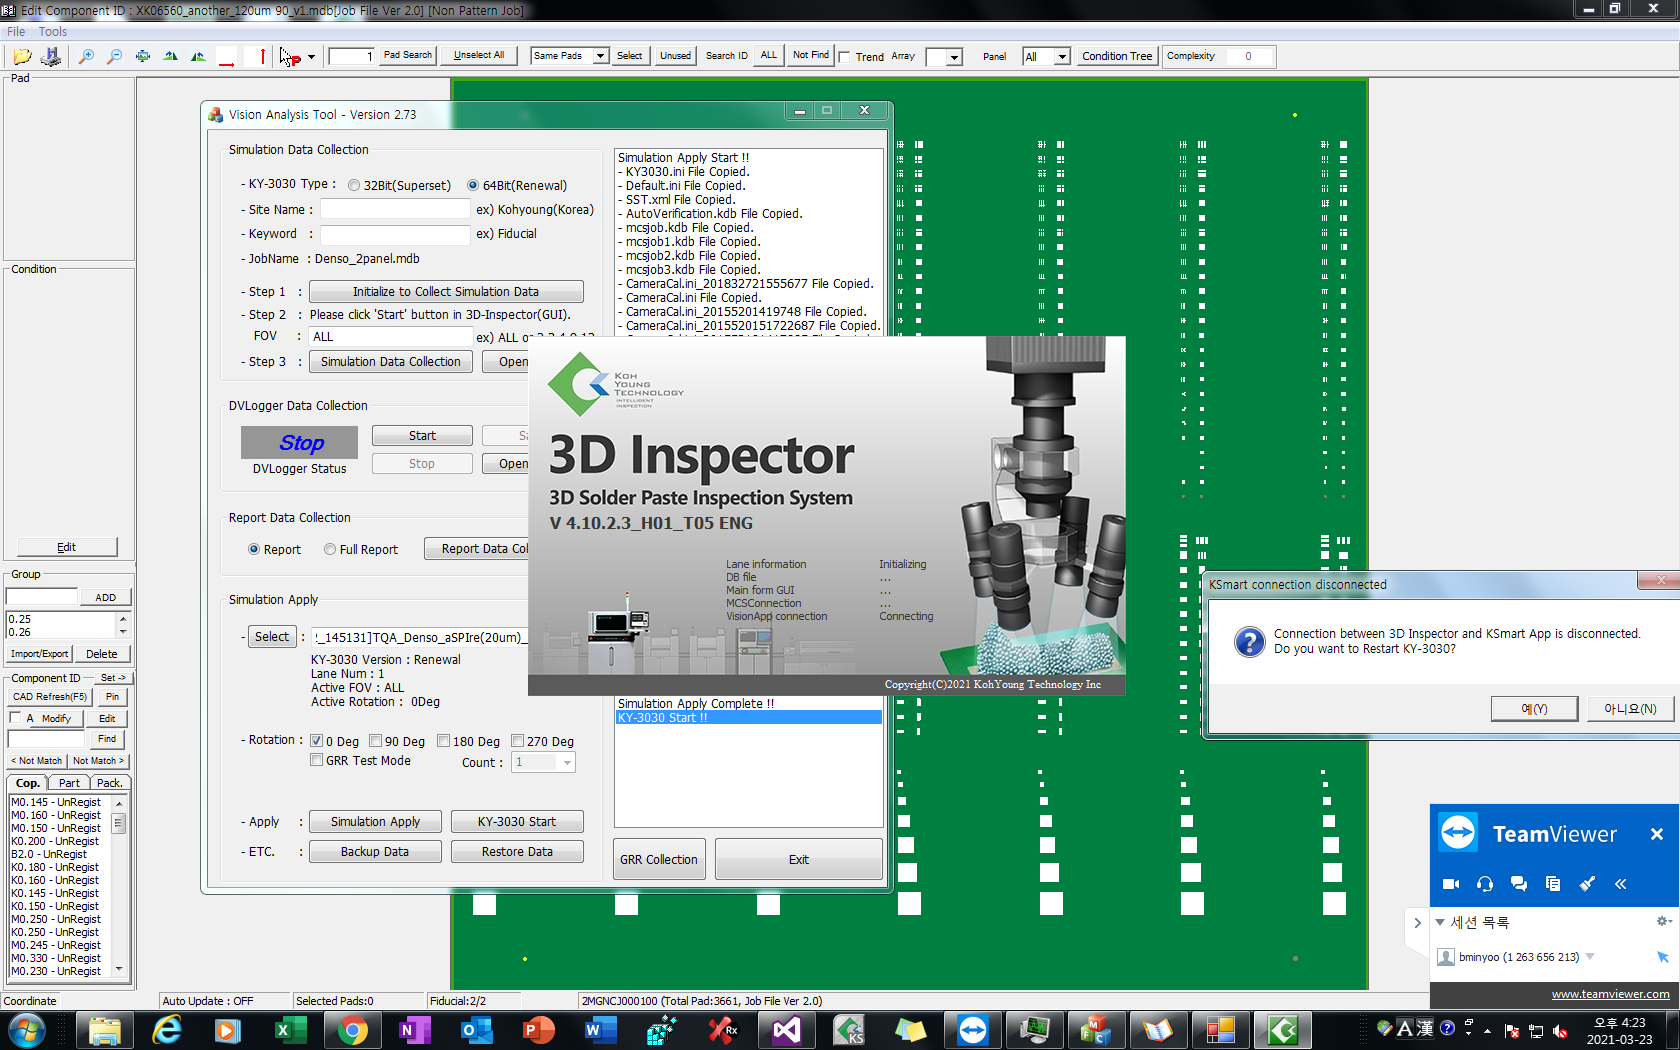 Edit Component ID : XK06560_another_120um 90_v1.mdb[Job File Ver 2.0] [Non Pattern Job]
File Tools
1 Pad Search Unselect All Same Pads Select Unused Search ID ALL Not Find Trend Array Panel All Condition Tree Complexity 0
Pad
Condition
Edit
Group
ADD
0.25
0.26
Import/Export Delete
Component ID Set ->
CAD Refresh(F5) Pin
A Modify Edit
Find
< Not Match Not Match >
Cop. Part Pack.
M0.145 - UnRegist
M0.160 - UnRegist
M0.150 - UnRegist
K0.200 - UnRegist
B2.0 - UnRegist
K0.180 - UnRegist
K0.160 - UnRegist
K0.145 - UnRegist
K0.150 - UnRegist
M0.250 - UnRegist
K0.250 - UnRegist
M0.245 - UnRegist
M0.330 - UnRegist
M0.230 - UnRegist
Vision Analysis Tool - Version 2.73
Simulation Data Collection
- KY-3030 Type : 32Bit(Superset) 64Bit(Renewal)
- Site Name : ex) Kohyoung(Korea)
- Keyword : ex) Fiducial
- JobName : Denso_2panel.mdb
- Step 1 : Initialize to Collect Simulation Data
- Step 2 : Please click 'Start' button in 3D-Inspector(GUI).
FOV : ALL ex) ALL or
- Step 3 : Simulation Data Collection Open
DVLogger Data Collection
Stop Start
DVLogger Status Stop Open
Report Data Collection
Report Full Report Report Data Col
Simulation Apply
- Select : _145131]TQA_Denso_aSPIre(20um)_
KY-3030 Version : Renewal
Lane Num : 1
Active FOV : ALL
Active Rotation : 0Deg
- Rotation : 0 Deg 90 Deg 180 Deg 270 Deg
GRR Test Mode Count : 1
- Apply : Simulation Apply KY-3030 Start
- ETC. : Backup Data Restore Data
Simulation Apply Start !!
- KY3030.ini File Copied.
- Default.ini File Copied.
- SST.xml File Copied.
- AutoVerification.kdb File Copied.
- mcsjob.kdb File Copied.
- mcsjob1.kdb File Copied.
- mcsjob2.kdb File Copied.
- mcsjob3.kdb File Copied.
- CameraCal.ini_201832721555677 File Copied.
- CameraCal.ini File Copied.
- CameraCal.ini_20155201419748 File Copied.
- CameraCal.ini_20155201517 22687 File Copied.
Simulation Apply Complete !!
KY-3030 Start !!
GRR Collection Exit
KOH
YOUNG
TECHNOLOGY
INTELLIGENT
INSPECTION
3D Inspector
3D Solder Paste Inspection System
V 4.10.2.3_H01_T05 ENG
Lane information Initializing
DB file ...
Main form GUI ...
MCSConnection ...
VisionApp connection Connecting
Copyright(C)2021 KohYoung Technology Inc
KSmart connection disconnected
Connection between 3D Inspector and KSmart App is disconnected.
Do you want to Restart KY-3030?
예(Y) 아니요(N)
TeamViewer
세션 목록
bminyoo (1 263 656 213)
www.teamviewer.com
Coordinate Auto Update : OFF Selected Pads:0 Fiducial:2/2 2MGNCJ000100 (Total Pad:3661, Job File Ver 2.0)
A 漢 오후 4:23
2021-03-23